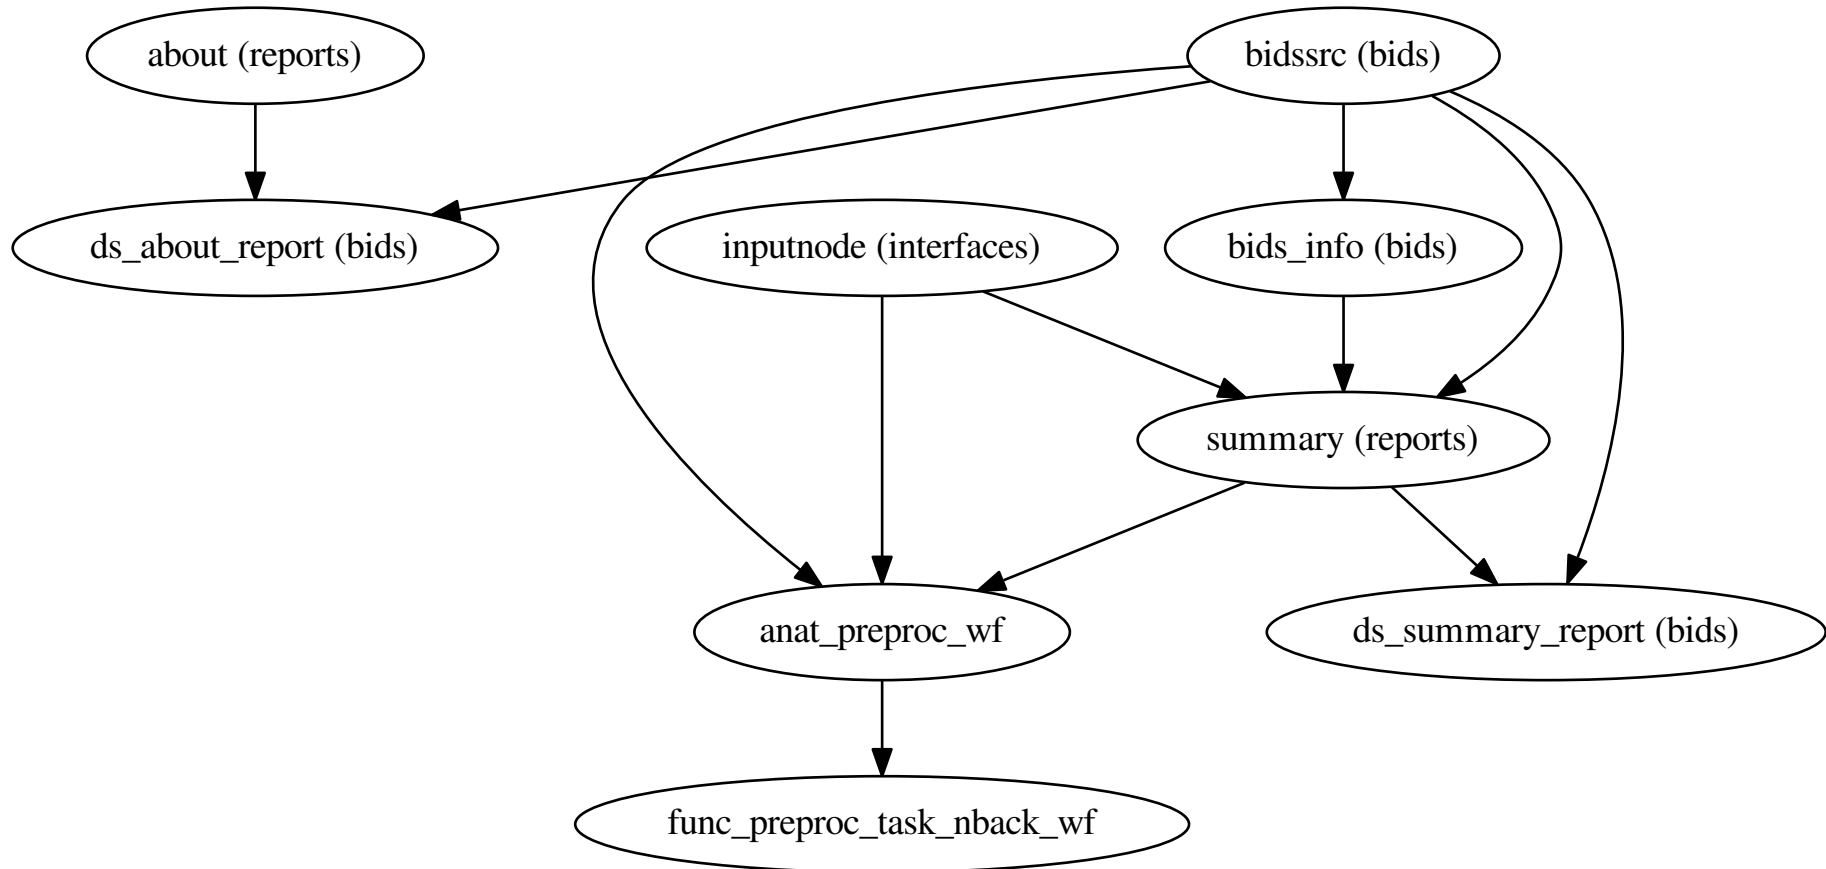 about (reports)
bidssrc (bids)
ds_about_report (bids)
inputnode (interfaces)
bids_info (bids)
summary (reports)
anat_preproc_wf
ds_summary_report (bids)
func_preproc_task_nback_wf